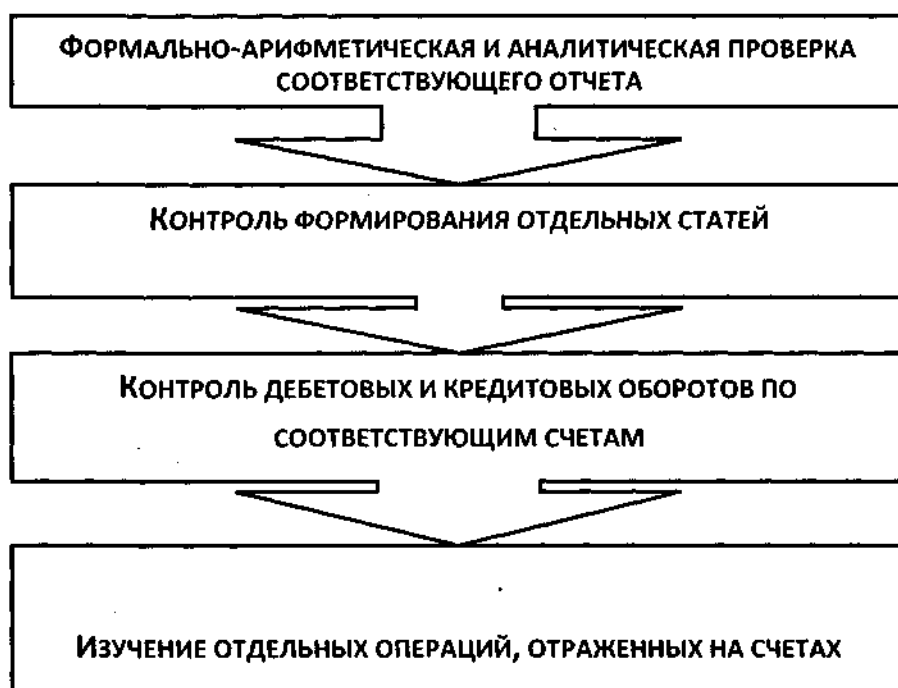 ФОРМАЛЬНО-АРИФМЕТИЧЕСКАЯ И АНАЛИТИЧЕСКАЯ ПРОВЕРКА
СООТВЕТСТВУЮЩЕГО ОТЧЕТА
КОНТРОЛЬ ФОРМИРОВАНИЯ ОТДЕЛЬНЫХ СТАТЕЙ
КОНТРОЛЬ ДЕБЕТОВЫХ И КРЕДИТОВЫХ ОБОРОТОВ ПО
СООТВЕТСТВУЮЩИМ СЧЕТАМ
ИЗУЧЕНИЕ ОТДЕЛЬНЫХ ОПЕРАЦИЙ, ОТРАЖЕННЫХ НА СЧЕТАХ